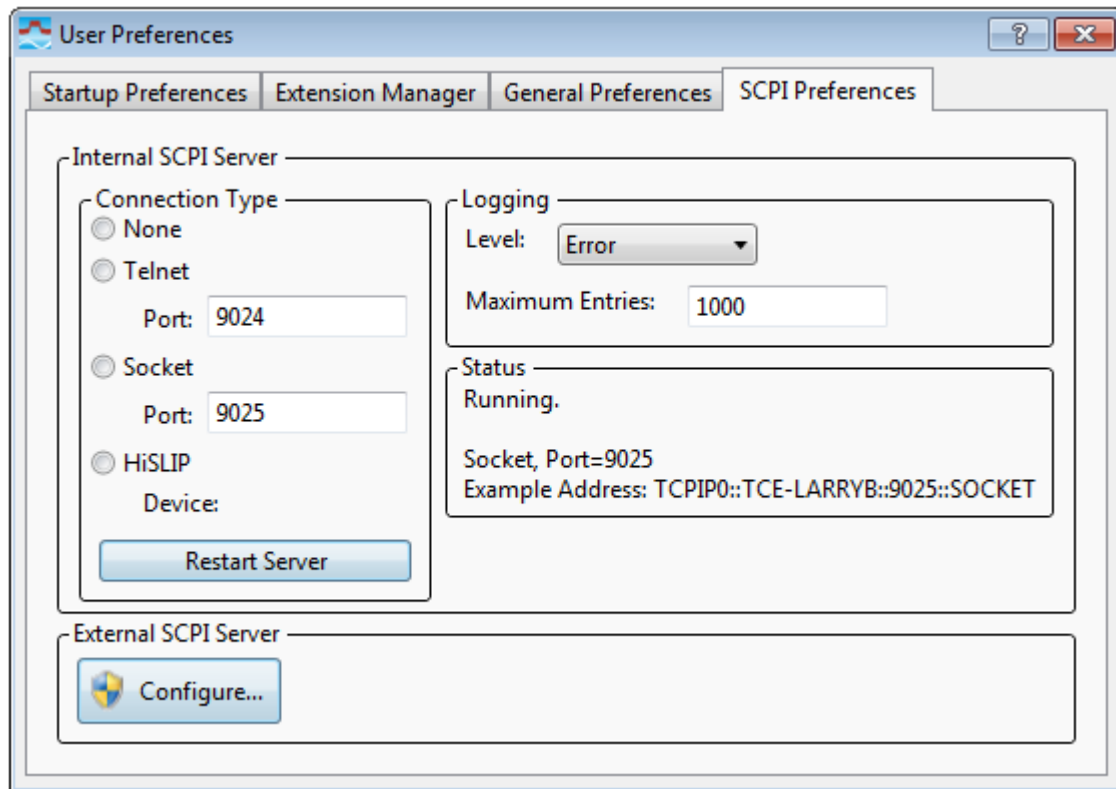 User Preferences
?
Startup Preferences
Extension Manager
General Preferences
SCPI Preferences
Internal SCPI Server
Connection Type
None
Telnet
Port: 9024
Socket
Port: 9025
HiSLIP
Device:
Restart Server
Logging
Level: Error
Maximum Entries: 1000
Status
Running.
Socket, Port=9025
Example Address: TCPIP0::TCE-LARRYB::9025::SOCKET
External SCPI Server
Configure...